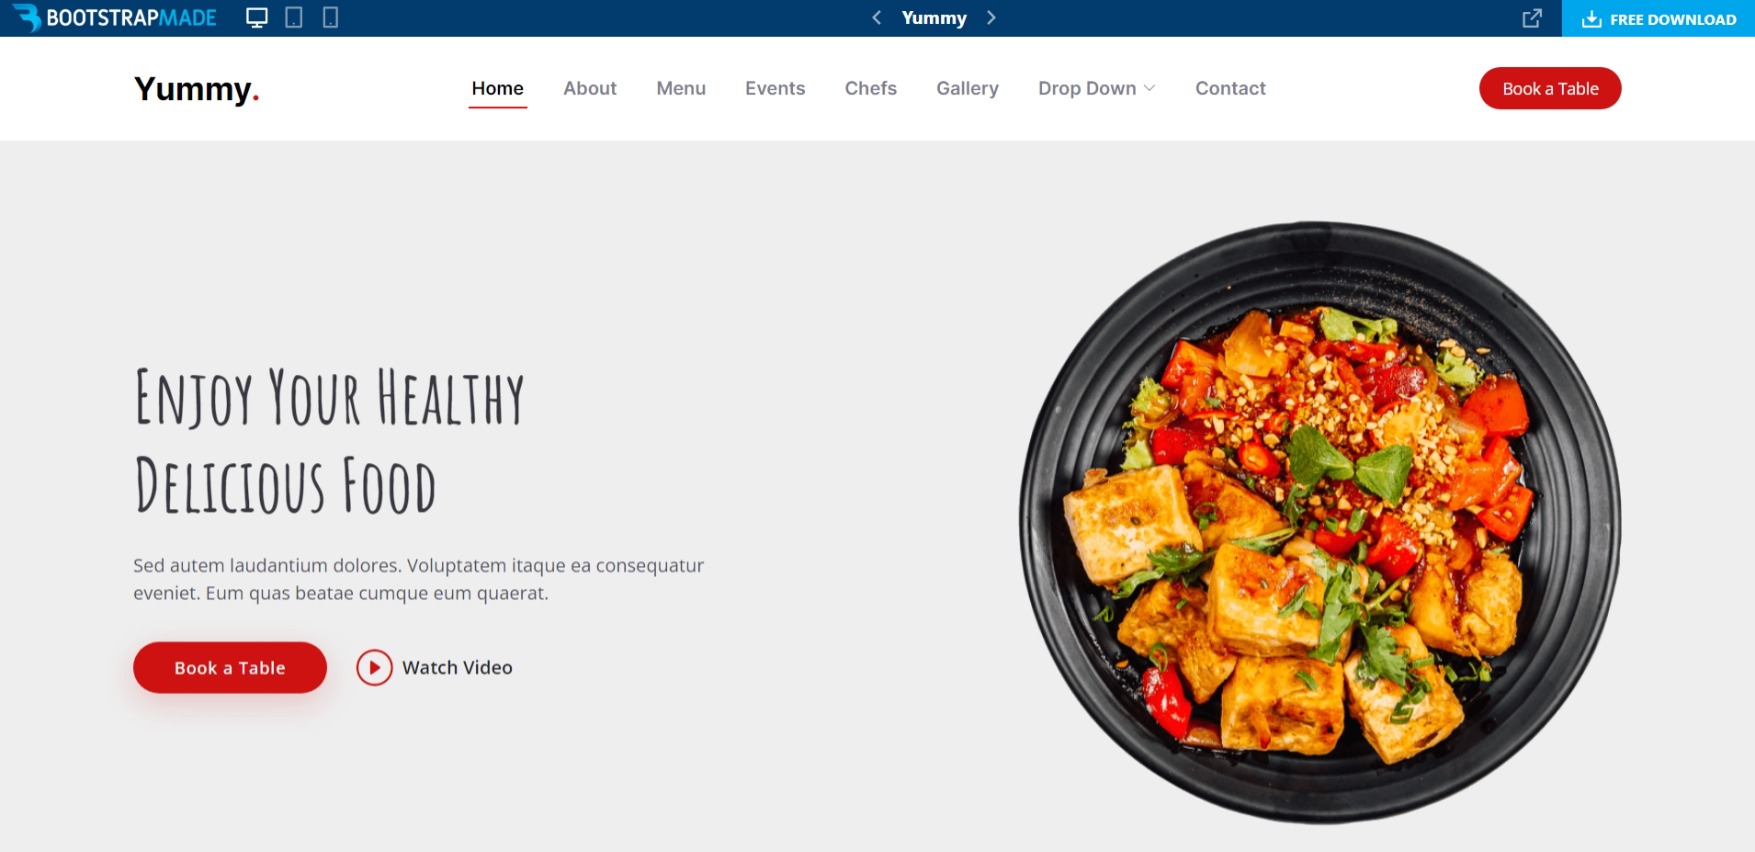 BOOTSTRAPMADE
Yummy
FREE DOWNLOAD
Yummy.
Home
About
Menu
Events
Chefs
Gallery
Drop Down
Contact
Book a Table
Enjoy Your Healthy
Delicious Food
Sed autem laudantium dolores. Voluptatem itaque ea consequatur
eveniet. Eum quas beatae cumque eum quaerat.
Book a Table
Watch Video